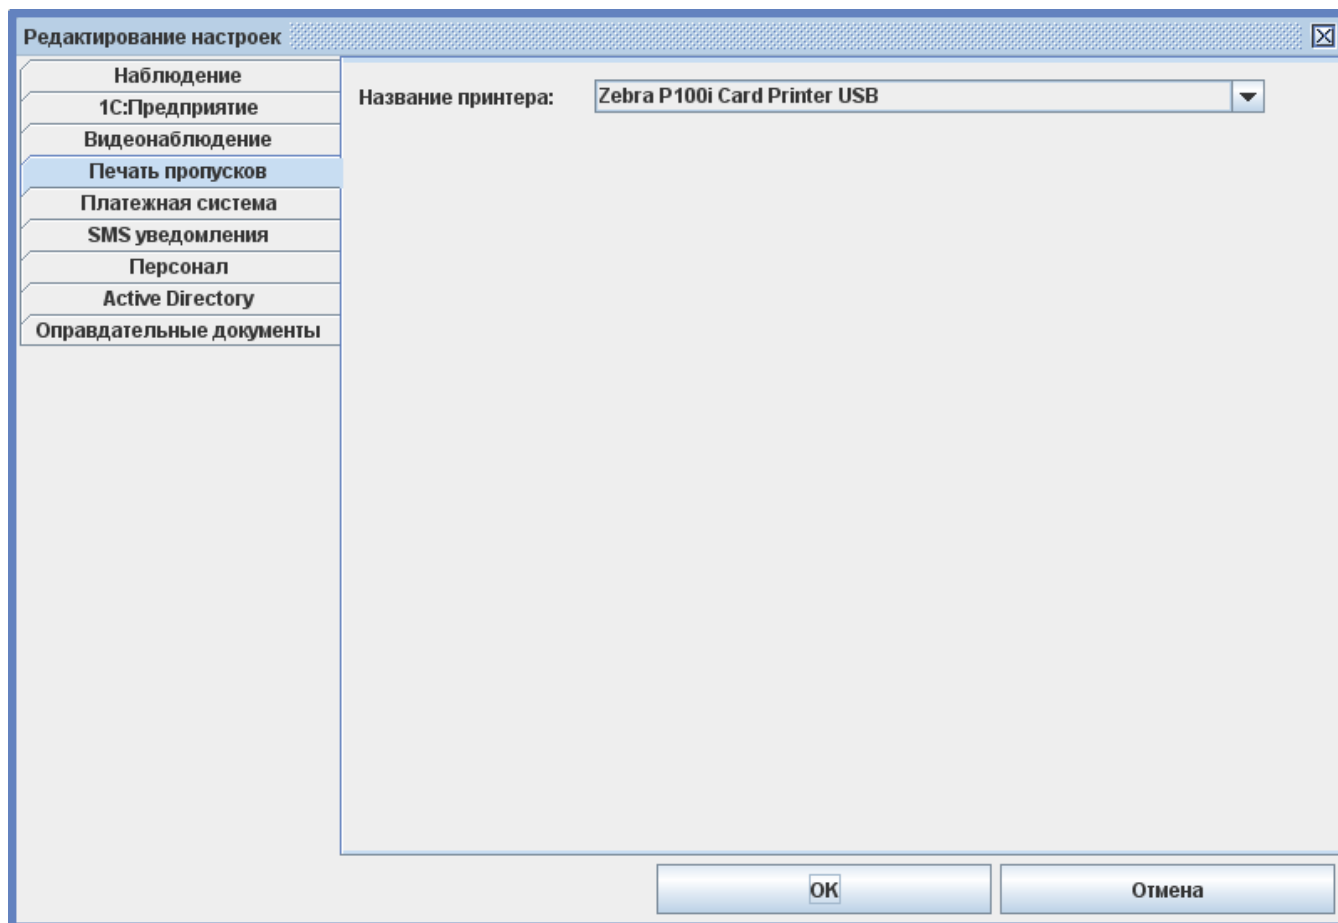 Редактирование настроек
Наблюдение
1С:Предприятие
Видеонаблюдение
Печать пропусков
Платежная система
SMS уведомления
Персонал
Active Directory
Оправдательные документы
Название принтера: Zebra P100i Card Printer USB
OK Отмена